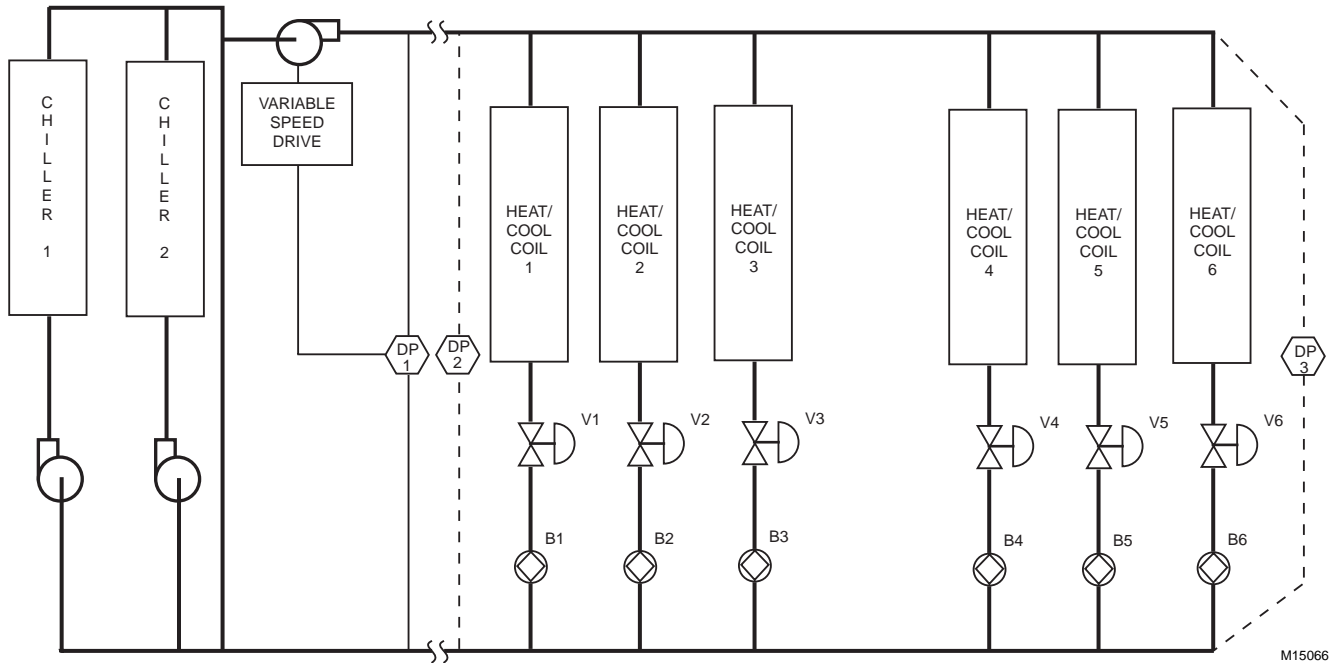 C
H
I
L
L
E
R
1
C
H
I
L
L
E
R
2
VARIABLE
SPEED
DRIVE
DP
1
DP
2
HEAT/
COOL
COIL
1
HEAT/
COOL
COIL
2
HEAT/
COOL
COIL
3
HEAT/
COOL
COIL
4
HEAT/
COOL
COIL
5
HEAT/
COOL
COIL
6
DP
3
V1
V2
V3
V4
V5
V6
B1
B2
B3
B4
B5
B6
M15066